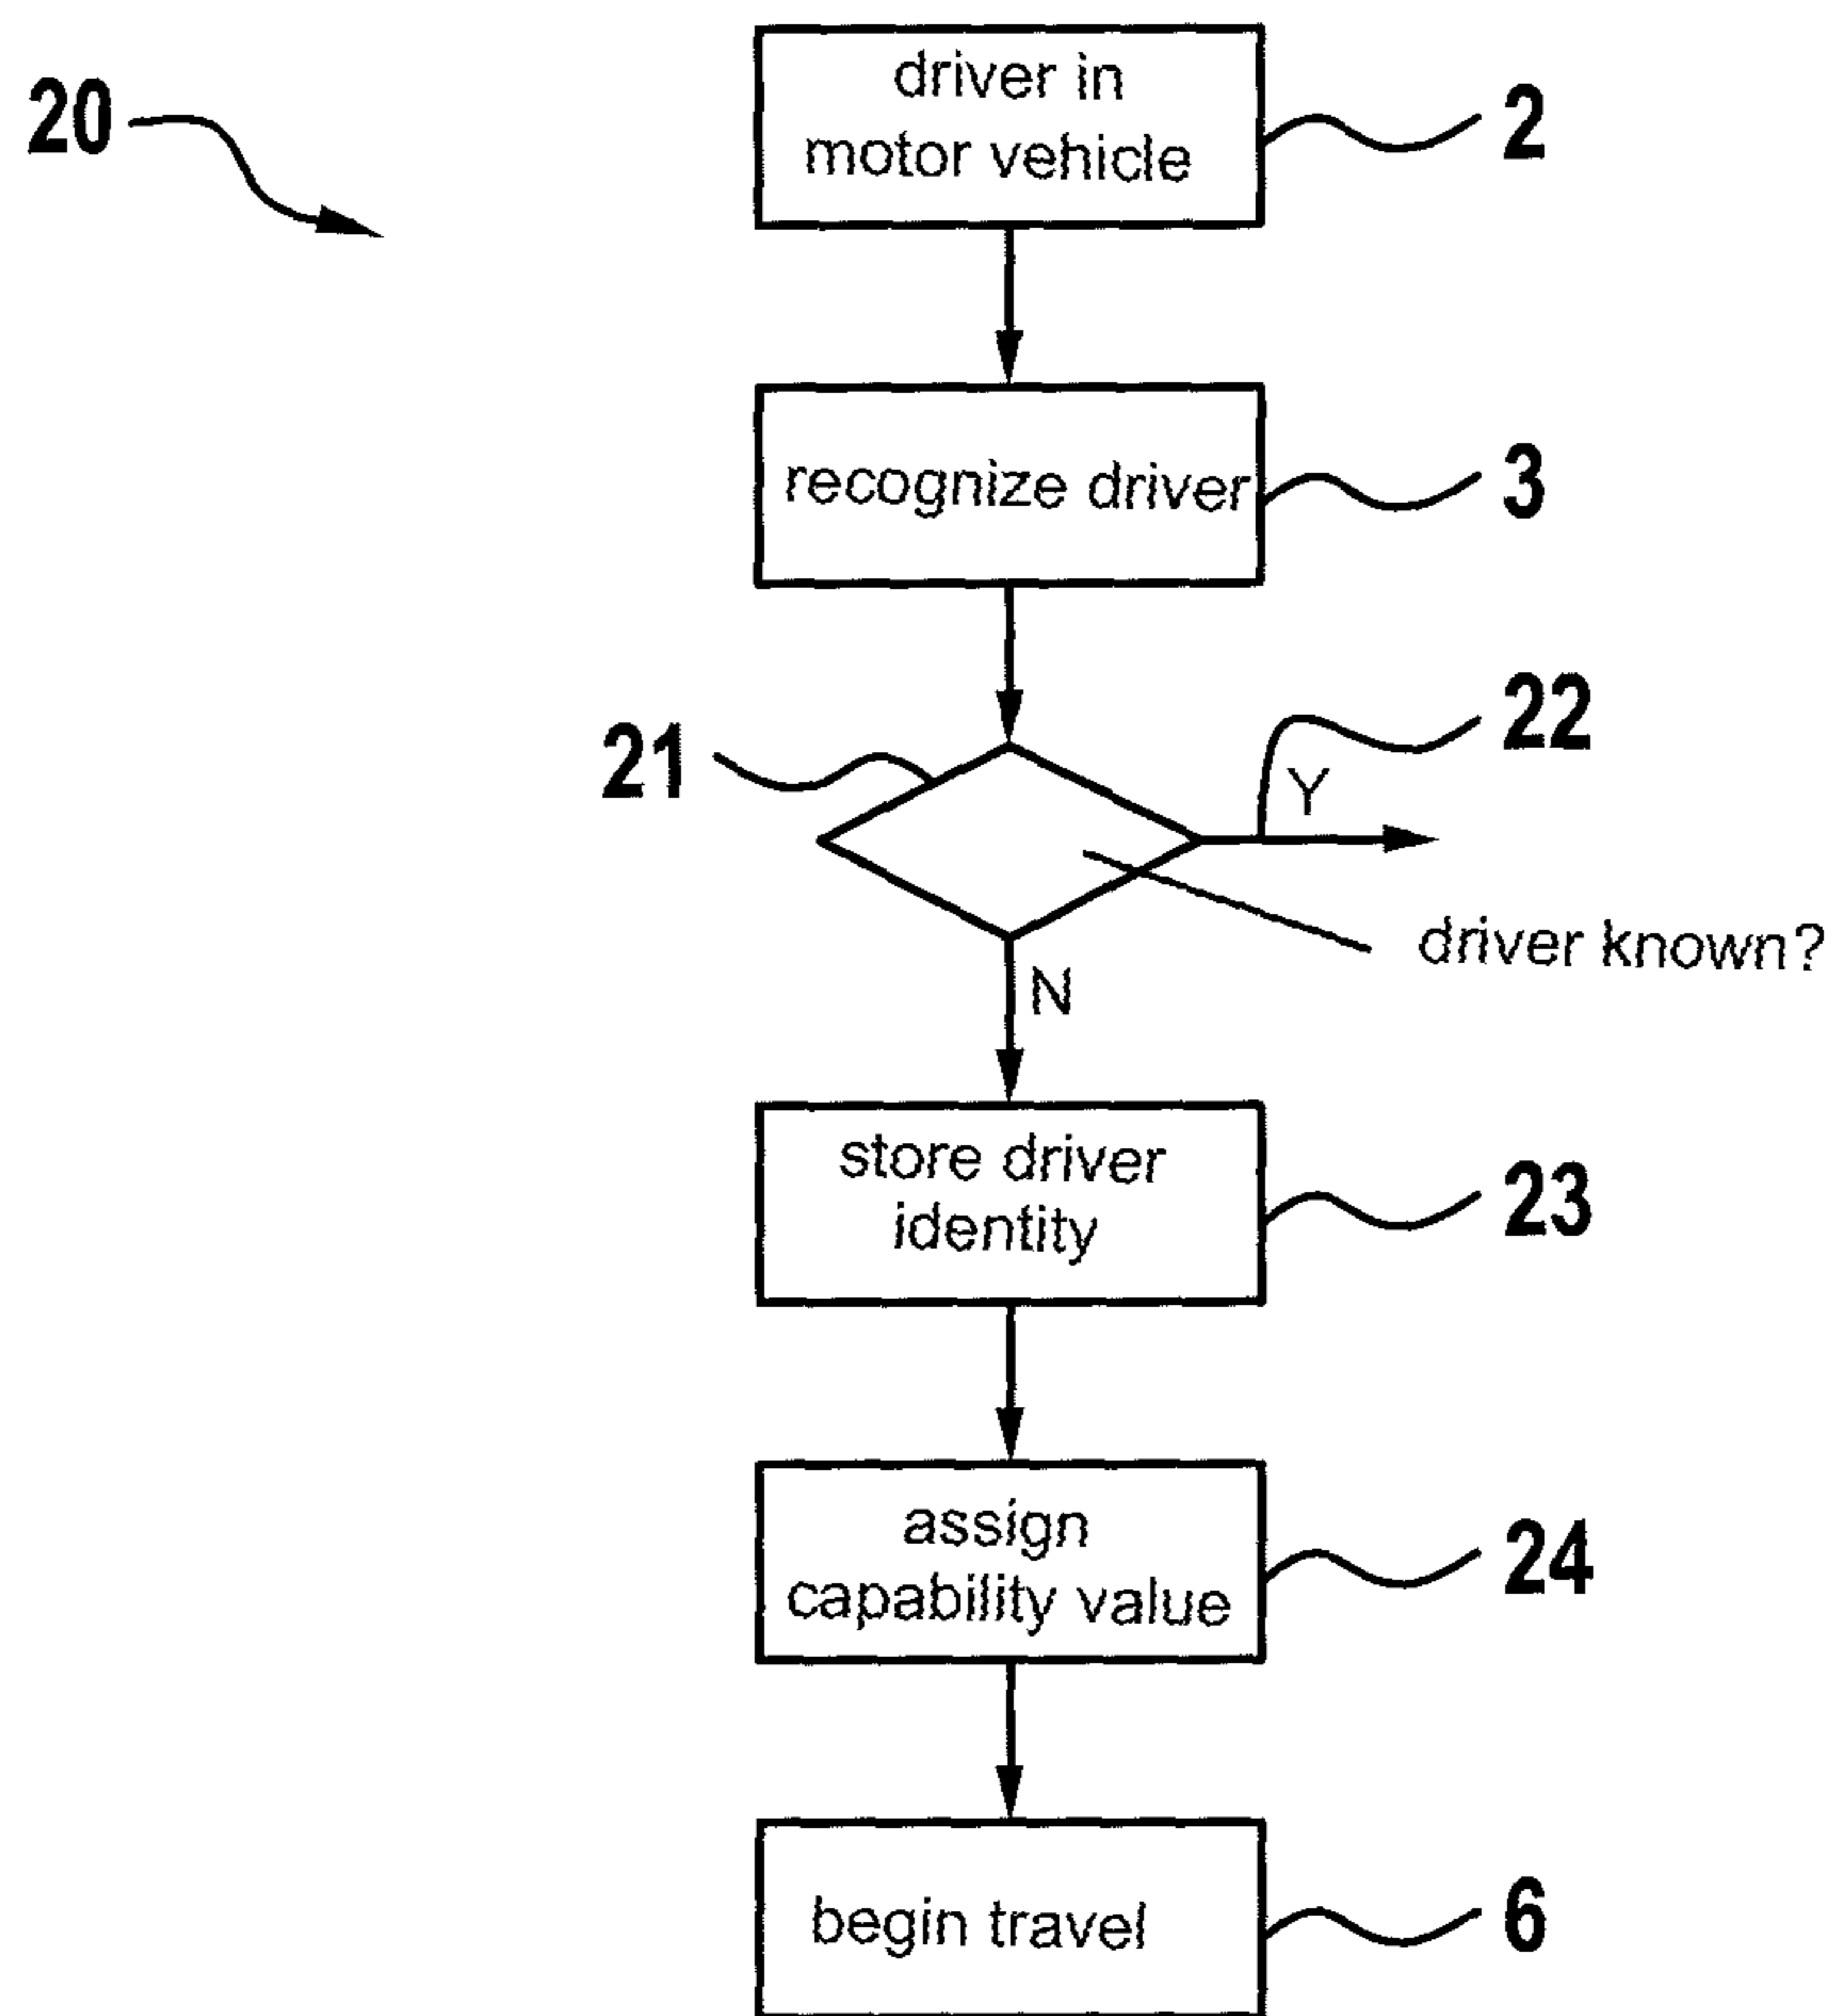 20
driver in
motor vehicle
2
recognize driver
3
21
22
Y
driver known?
N
store driver
identity
23
assign
capability value
24
begin travel
6